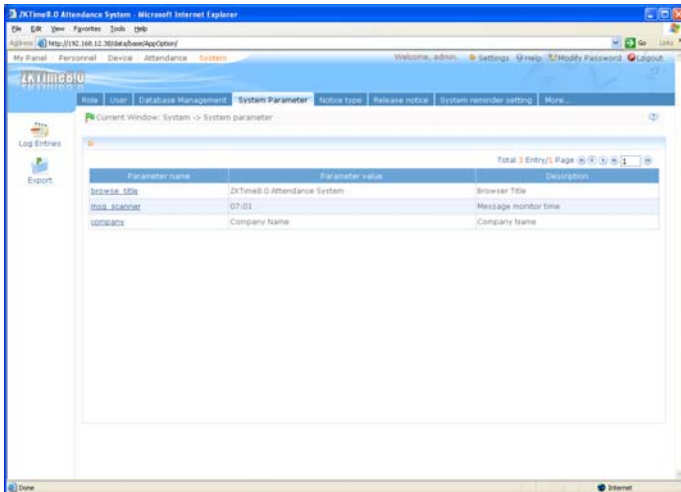 ZKTime8.0 Attendance System - Microsoft Internet Explorer
File Edit View Favorites Tools Help
Address http://192.168.12.38/data/base/AppOption/ Go Links
My Panel Personnel Device Attendance System Welcome, admin. Settings Help Modify Password Logout
ZKTime8.0
Role User Database Management System Parameter Notice type Release notice System reminder setting More...
Current Window: System -> System parameter
Log Entries
Export
Total 3 Entry/1 Page 1
Parameter name Parameter value Description
browse_title ZKTime8.0 Attendance System Browser Title
msg_scanner 07:01 Message monitor time
company Company Name Company Name
Done Internet